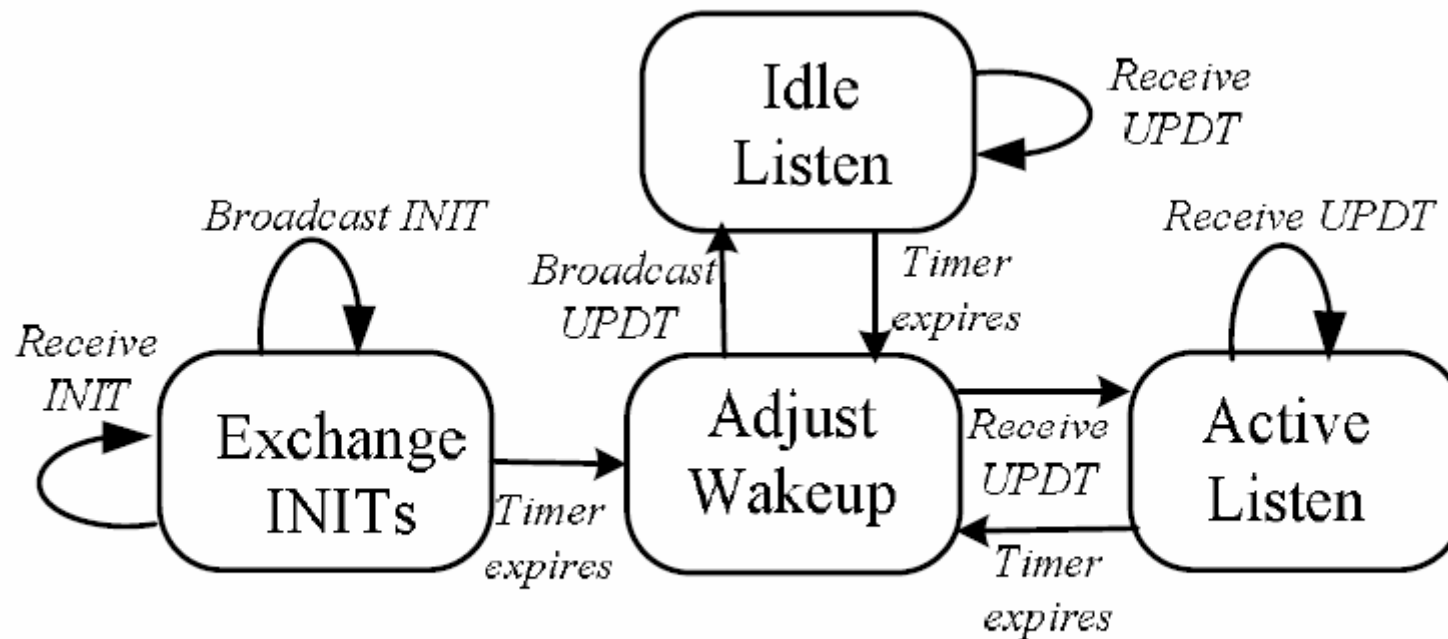 Idle
Listen
Receive
UPDT
Broadcast INIT
Receive UPDT
Broadcast
UPDT
Timer
expires
Receive
INIT
Exchange
INITs
Timer
expires
Adjust
Wakeup
Receive
UPDT
Timer
expires
Active
Listen